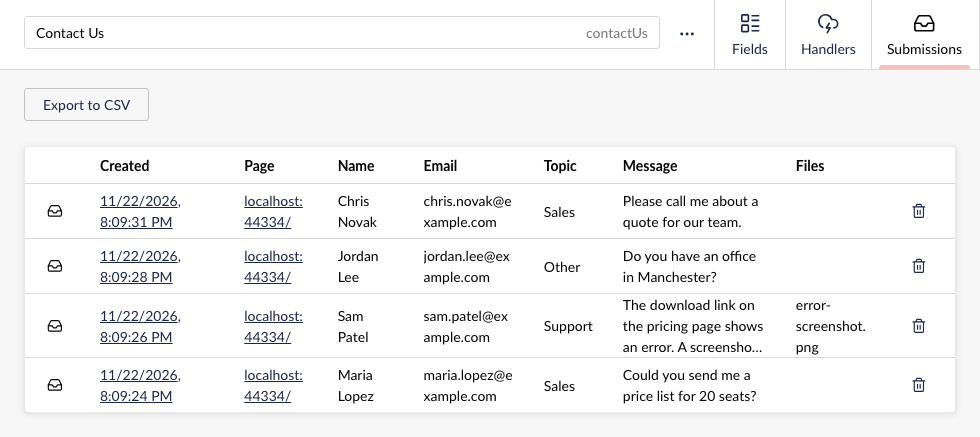 Contact Us contactUs ••• Fields Handlers Submissions
Export to CSV
Created Page Name Email Topic Message Files
11/22/2026, localhost: Chris chris.novak@e Sales Please call me about a
8:09:31 PM 44334/ Novak xample.com quote for our team.
11/22/2026, localhost: Jordan jordan.lee@ex Other Do you have an office
8:09:28 PM 44334/ Lee ample.com in Manchester?
The download link on error-
11/22/2026, localhost: Sam sam.patel@ex Support the pricing page shows screenshot.
8:09:26 PM 44334/ Patel ample.com an error. A screensho... png
11/22/2026, localhost: Maria maria.lopez@e Sales Could you send me a
8:09:24 PM 44334/ Lopez xample.com price list for 20 seats?